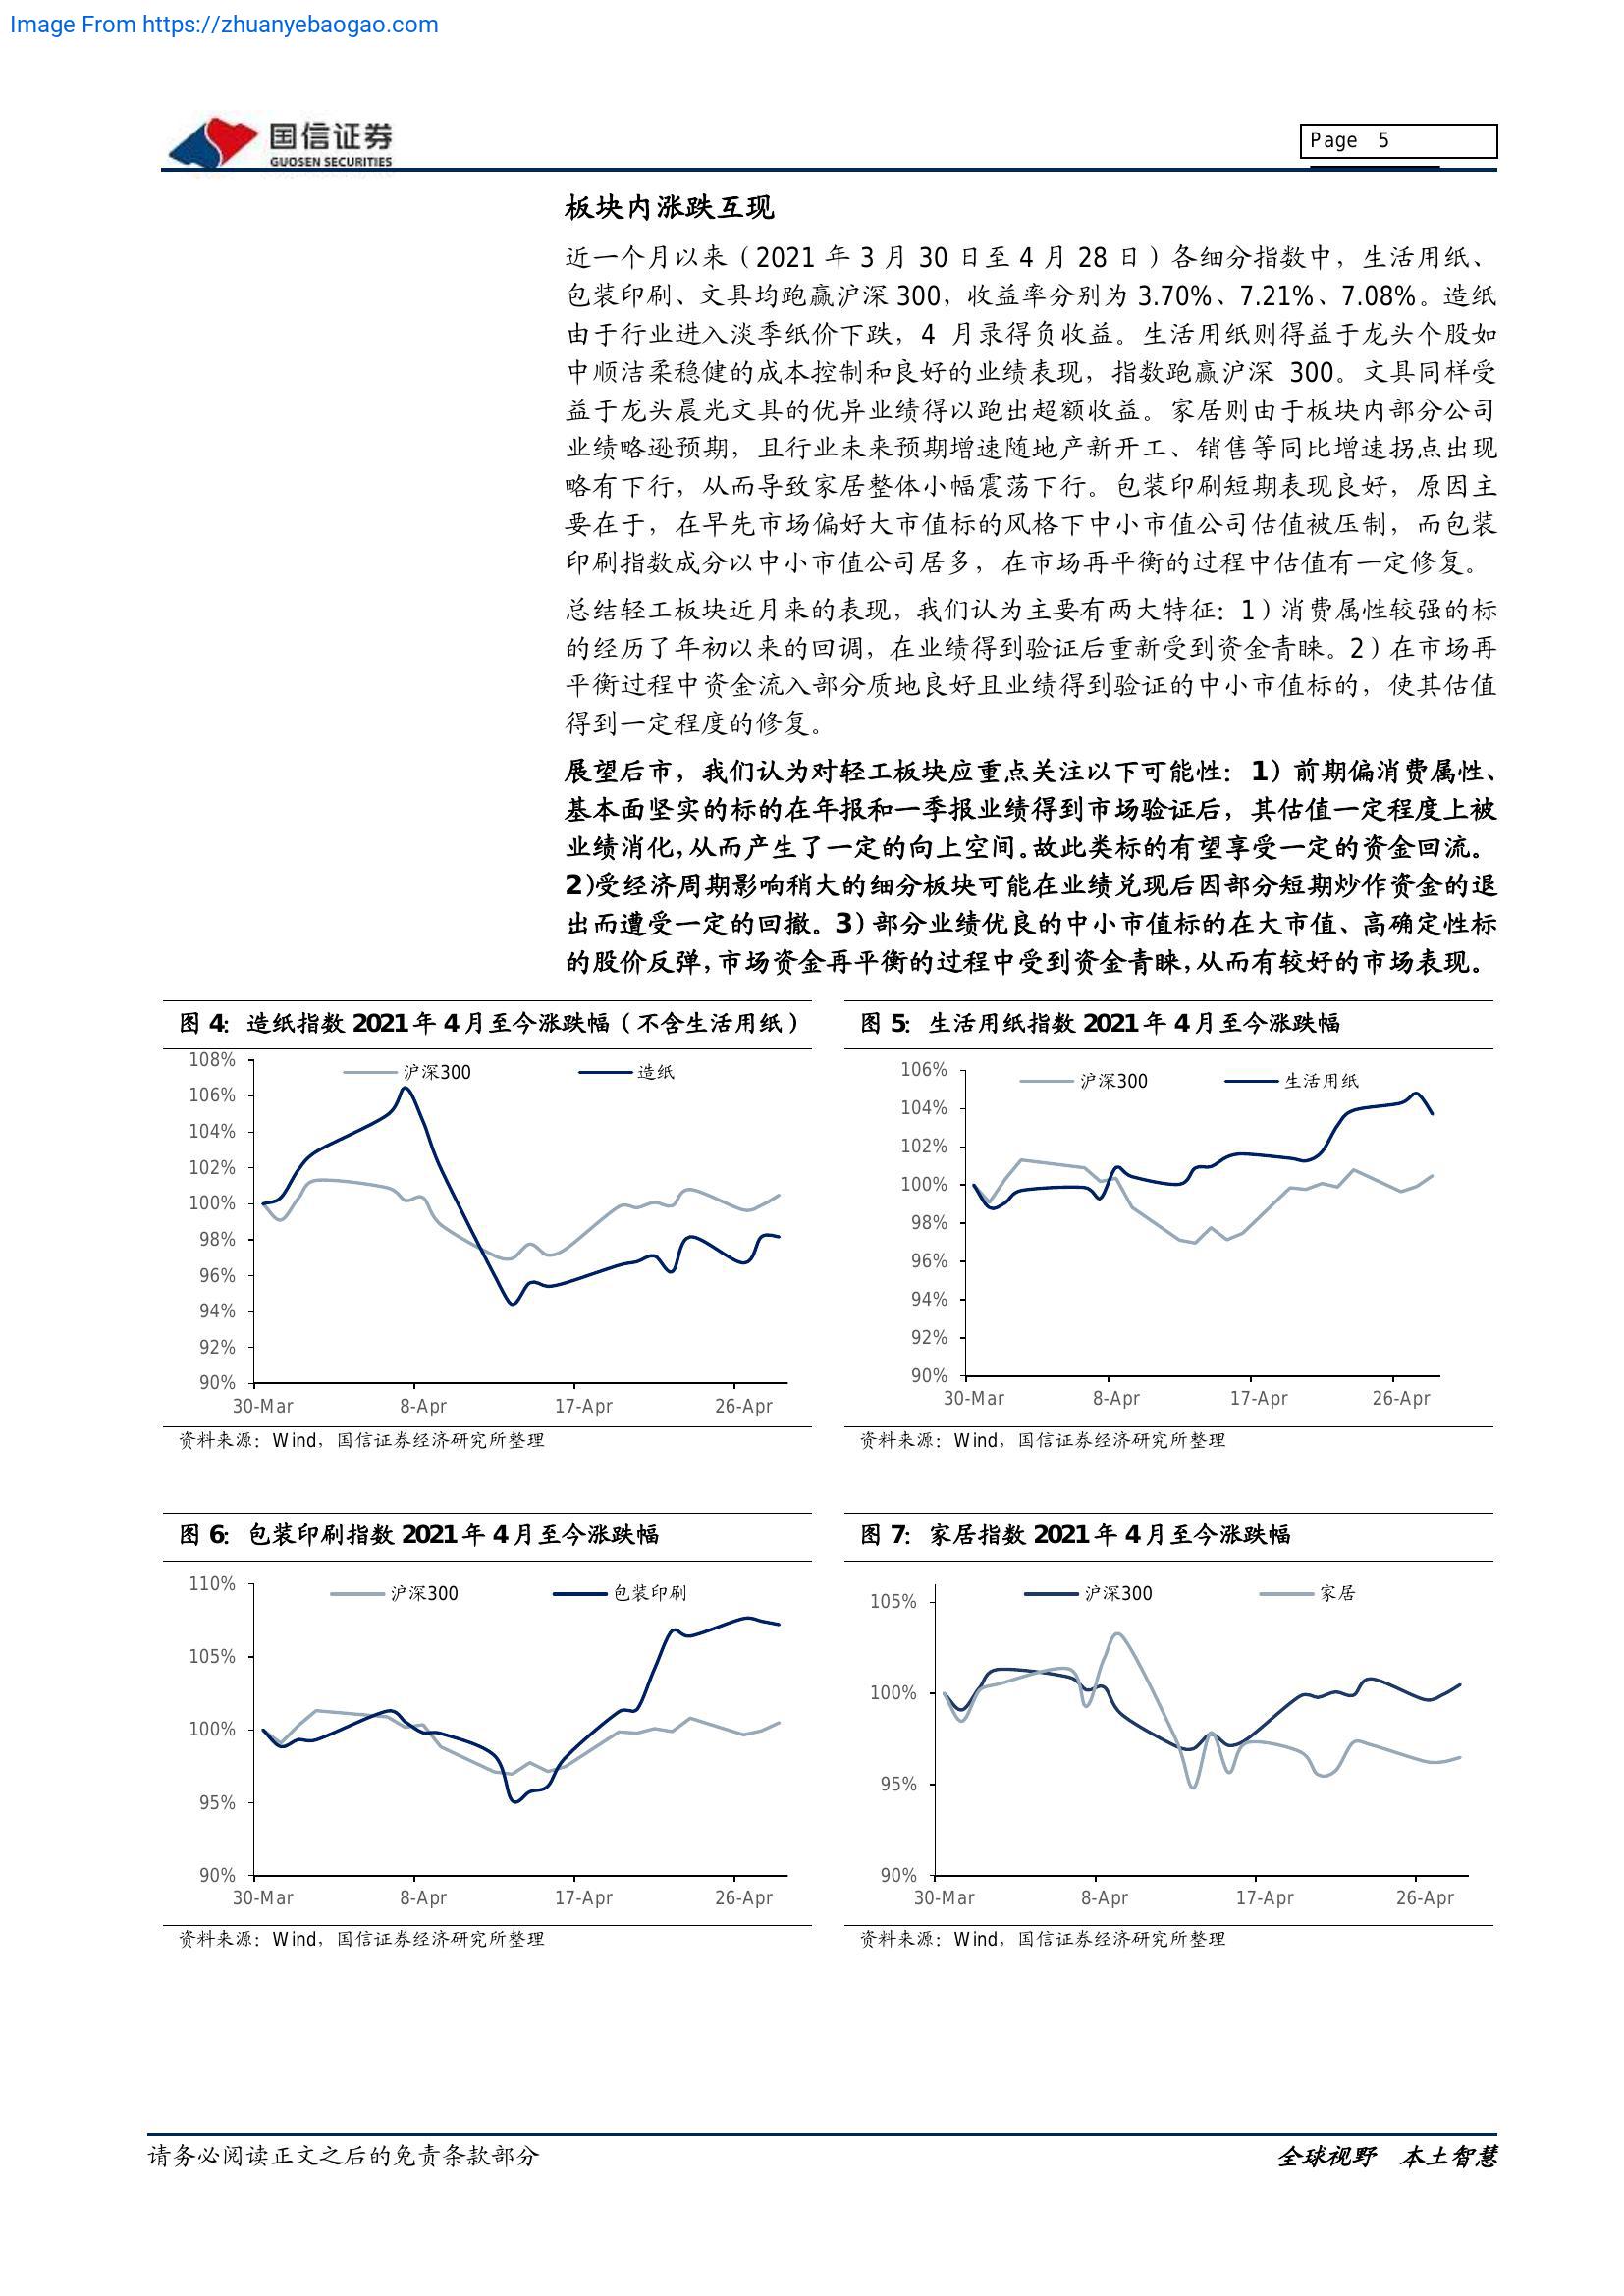 Image From https://zhuanyebaogao.com
国信证券
GUOSEN SECURITIES
Page 5
板块内涨跌互现
近一个月以来（2021 年 3 月 30 日至 4 月 28 日）各细分指数中，生活用纸、
包装印刷、文具均跑赢沪深 300，收益率分别为 3.70%、7.21%、7.08%。造纸
由于行业进入淡季纸价下跌，4 月录得负收益。生活用纸则得益于龙头个股如
中顺洁柔稳健的成本控制和良好的业绩表现，指数跑赢沪深 300。文具同样受
益于龙头晨光文具的优异业绩得以跑出超额收益。家居则由于板块内部分公司
业绩略逊预期，且行业未来预期增速随地产新开工、销售等同比增速拐点出现
略有下行，从而导致家居整体小幅震荡下行。包装印刷短期表现良好，原因主
要在于，在早先市场偏好大市值标的风格下中小市值公司估值被压制，而包装
印刷指数成分以中小市值公司居多，在市场再平衡的过程中估值有一定修复。
总结轻工板块近月来的表现，我们认为主要有两大特征：1）消费属性较强的标
的经历了年初以来的回调，在业绩得到验证后重新受到资金青睐。2）在市场再
平衡过程中资金流入部分质地良好且业绩得到验证的中小市值标的，使其估值
得到一定程度的修复。
展望后市，我们认为对轻工板块应重点关注以下可能性：1）前期偏消费属性、
基本面坚实的标的在年报和一季报业绩得到市场验证后，其估值一定程度上被
业绩消化，从而产生了一定的向上空间。故此类标的有望享受一定的资金回流。
2)受经济周期影响稍大的细分板块可能在业绩兑现后因部分短期炒作资金的退
出而遭受一定的回撤。3）部分业绩优良的中小市值标的在大市值、高确定性标
的股价反弹，市场资金再平衡的过程中受到资金青睐，从而有较好的市场表现。
图 4: 造纸指数 2021 年 4 月至今涨跌幅（不含生活用纸）
沪深300 造纸
108%
106%
104%
102%
100%
98%
96%
94%
92%
90%
30-Mar 8-Apr 17-Apr 26-Apr
资料来源：Wind，国信证券经济研究所整理
图 5: 生活用纸指数 2021 年 4 月至今涨跌幅
沪深300 生活用纸
106%
104%
102%
100%
98%
96%
94%
92%
90%
30-Mar 8-Apr 17-Apr 26-Apr
资料来源：Wind，国信证券经济研究所整理
图 6: 包装印刷指数 2021 年 4 月至今涨跌幅
沪深300 包装印刷
110%
105%
100%
95%
90%
30-Mar 8-Apr 17-Apr 26-Apr
资料来源：Wind，国信证券经济研究所整理
图 7: 家居指数 2021 年 4 月至今涨跌幅
沪深300 家居
105%
100%
95%
90%
30-Mar 8-Apr 17-Apr 26-Apr
资料来源：Wind，国信证券经济研究所整理
请务必阅读正文之后的免责条款部分
全球视野 本土智慧